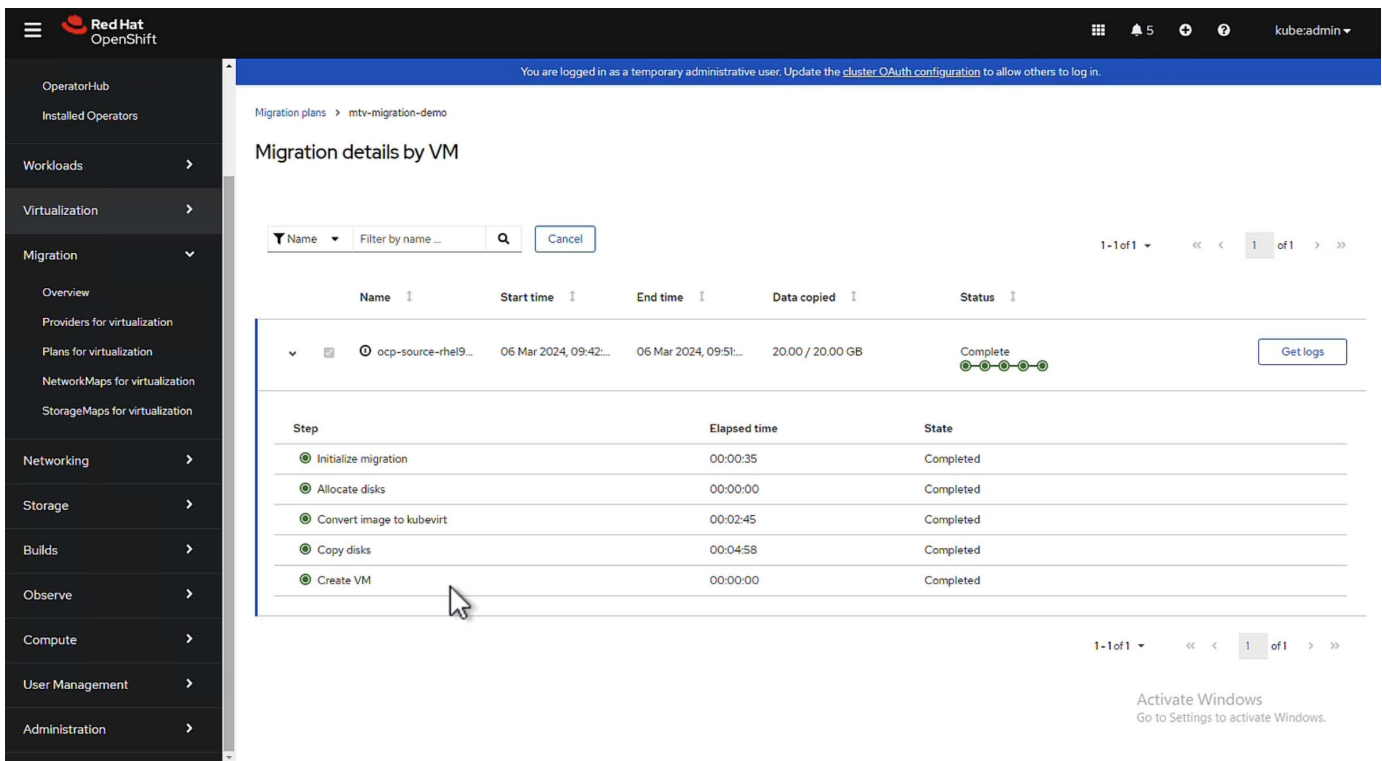 Red Hat
OpenShift
5
kube:admin
You are logged in as a temporary administrative user. Update the cluster OAuth configuration to allow others to log in.
OperatorHub
Installed Operators
Workloads
Virtualization
Migration
Overview
Providers for virtualization
Plans for virtualization
NetworkMaps for virtualization
StorageMaps for virtualization
Networking
Storage
Builds
Observe
Compute
User Management
Administration
Migration plans > mtv-migration-demo
Migration details by VM
Name Filter by name ... Cancel 1-1 of 1 << < 1 of 1 > >>
Name Start time End time Data copied Status
ocp-source-rhel9... 06 Mar 2024, 09:42:... 06 Mar 2024, 09:51:... 20.00 / 20.00 GB Complete Get logs
Step Elapsed time State
Initialize migration 00:00:35 Completed
Allocate disks 00:00:00 Completed
Convert image to kubevirt 00:02:45 Completed
Copy disks 00:04:58 Completed
Create VM 00:00:00 Completed
1-1 of 1 << < 1 of 1 > >>
Activate Windows
Go to Settings to activate Windows.